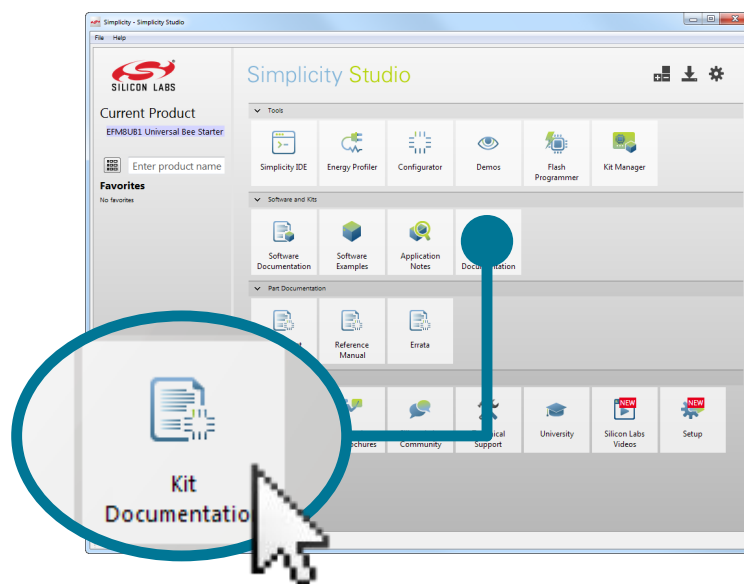 Simplicity - Simplicity Studio
File Help
SILICON LABS
Simplicity Studio
Current Product
EFM8UB1 Universal Bee Starter
Enter product name
Favorites
No favorites
Tools
Simplicity IDE
Energy Profiler
Configurator
Demos
Flash
Programmer
Kit Manager
Software and Kits
Software
Documentation
Software
Examples
Application
Notes
Part Documentation
Reference
Manual
Errata
Community
Support
University
NEW
Silicon Labs
Videos
NEW
Setup
Kit
Documentatio